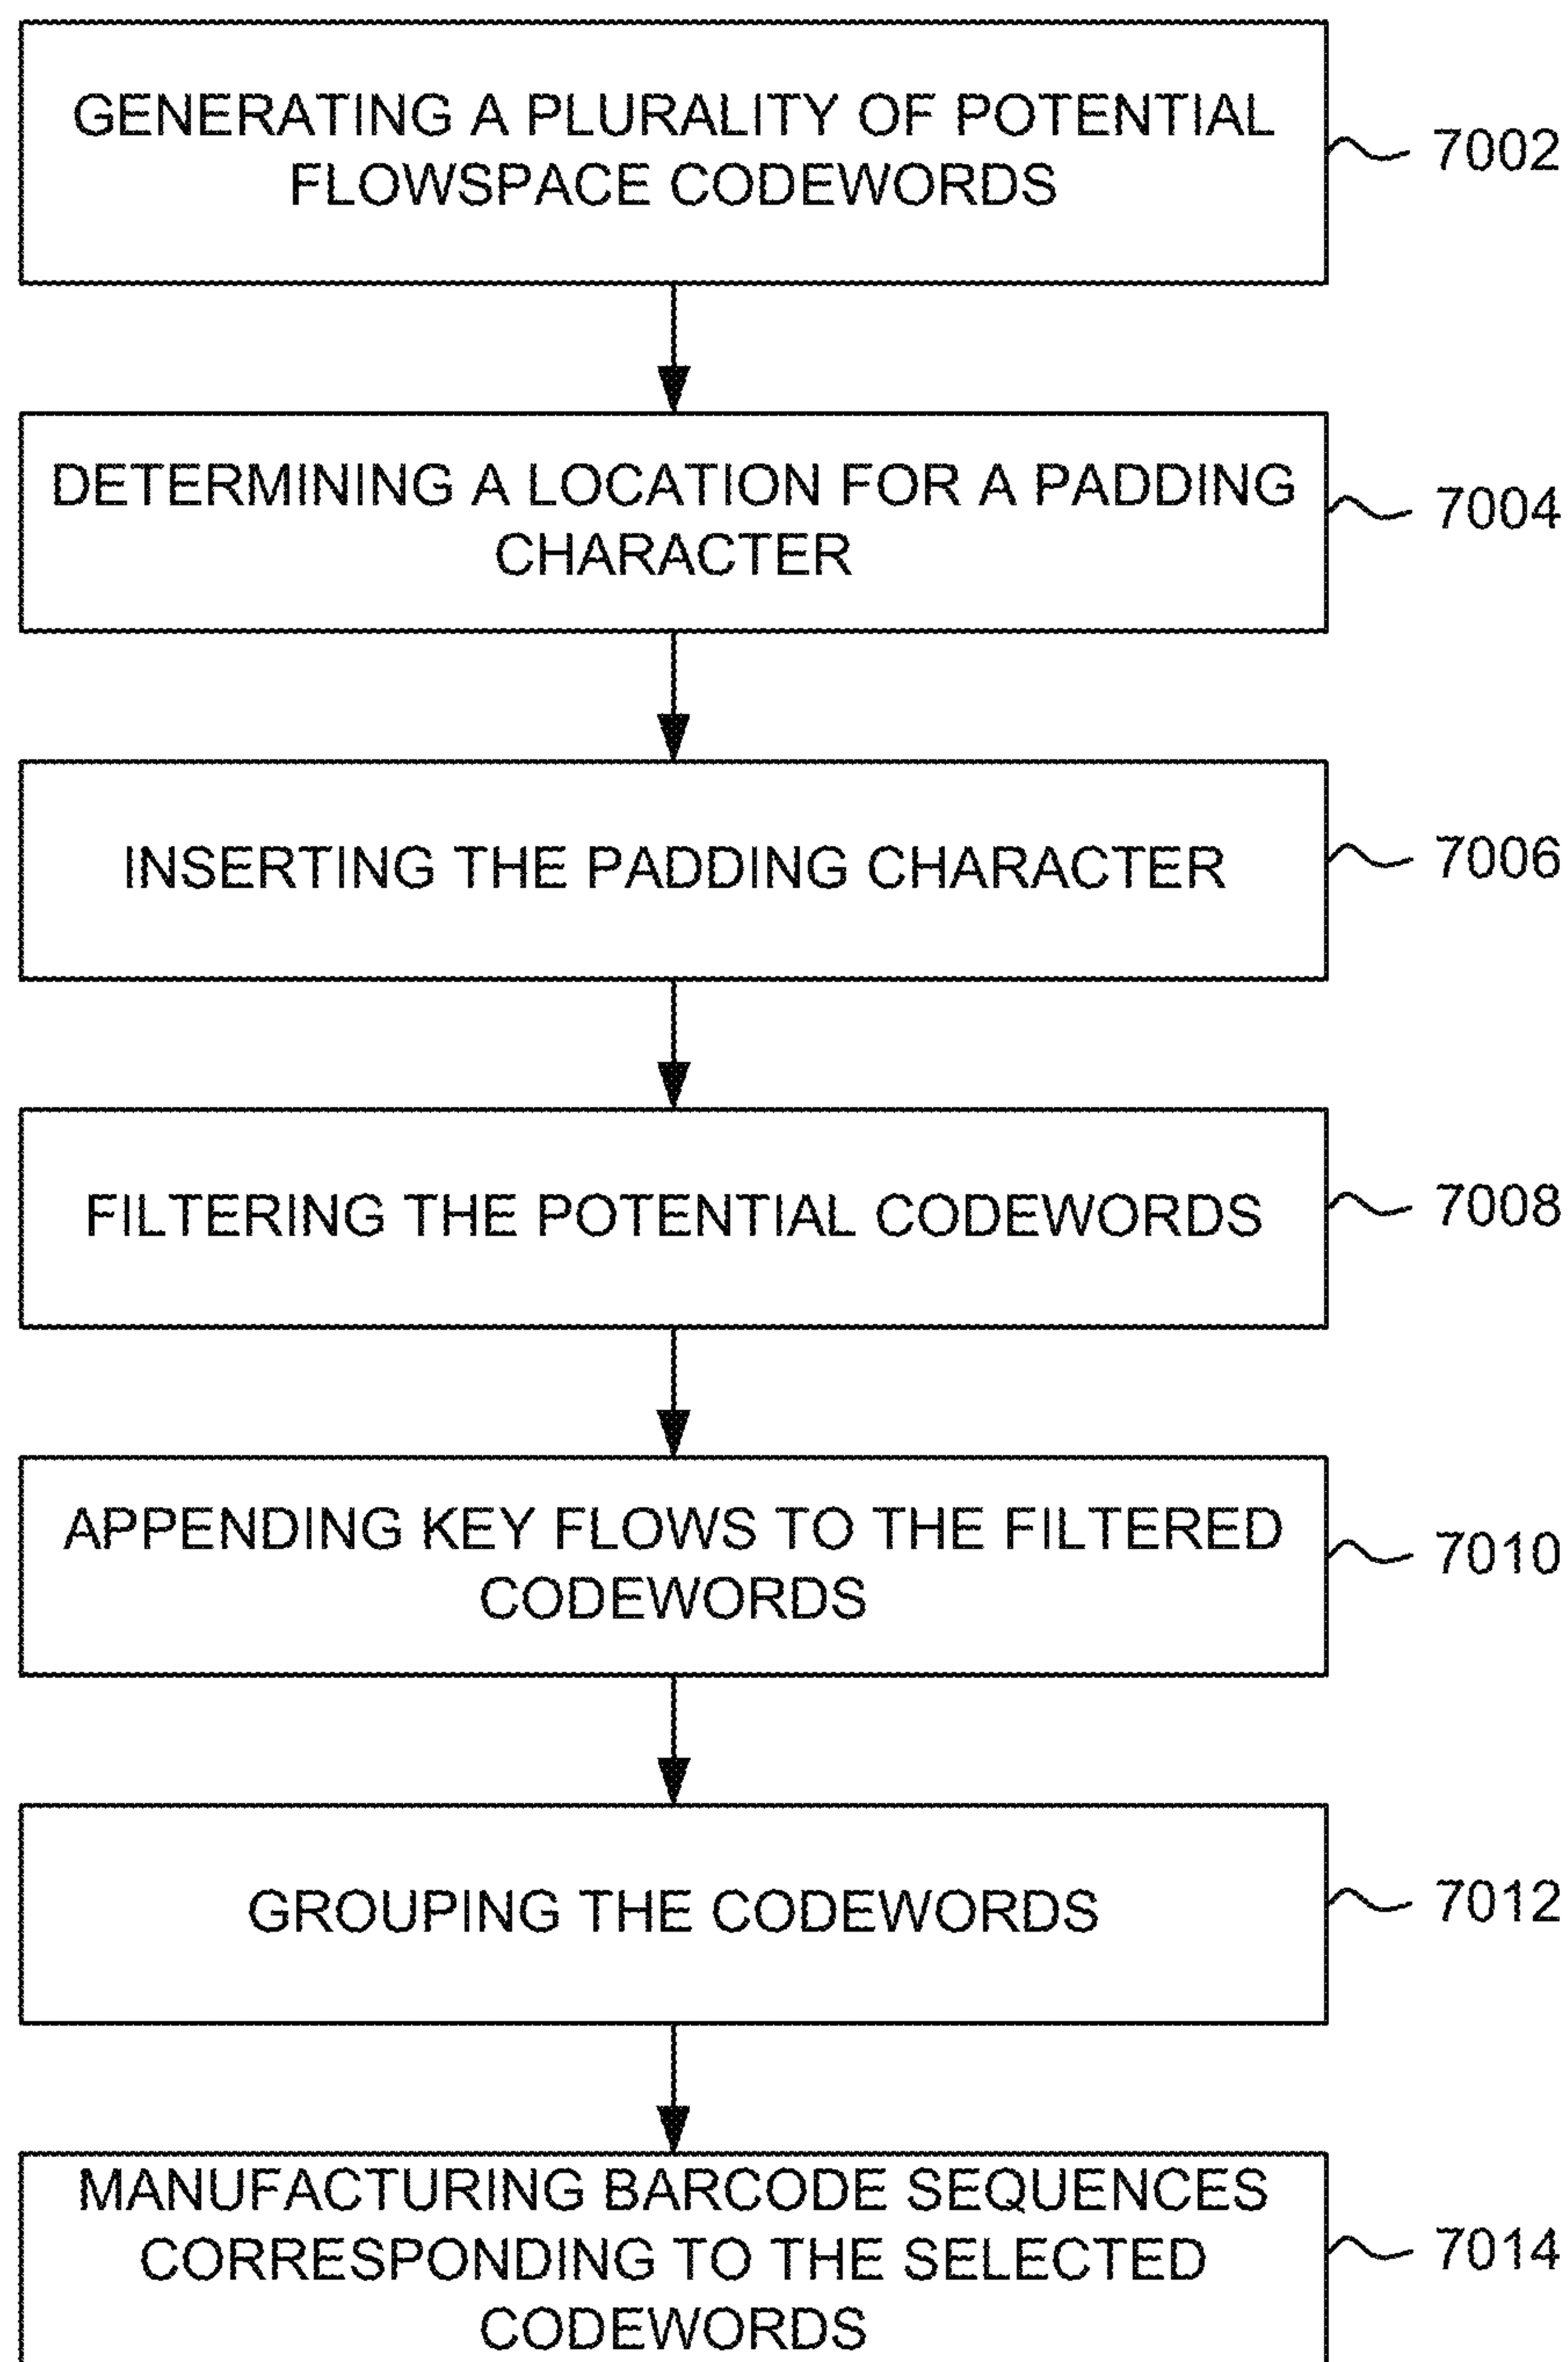 GENERATING A PLURALITY OF POTENTIAL
FLOWSPACE CODEWORDS
7002
DETERMINING A LOCATION FOR A PADDING
CHARACTER
7004
INSERTING THE PADDING CHARACTER
7006
FILTERING THE POTENTIAL CODEWORDS
7008
APPENDING KEY FLOWS TO THE FILTERED
CODEWORDS
7010
GROUPING THE CODEWORDS
7012
MANUFACTURING BARCODE SEQUENCES
CORRESPONDING TO THE SELECTED
CODEWORDS
7014